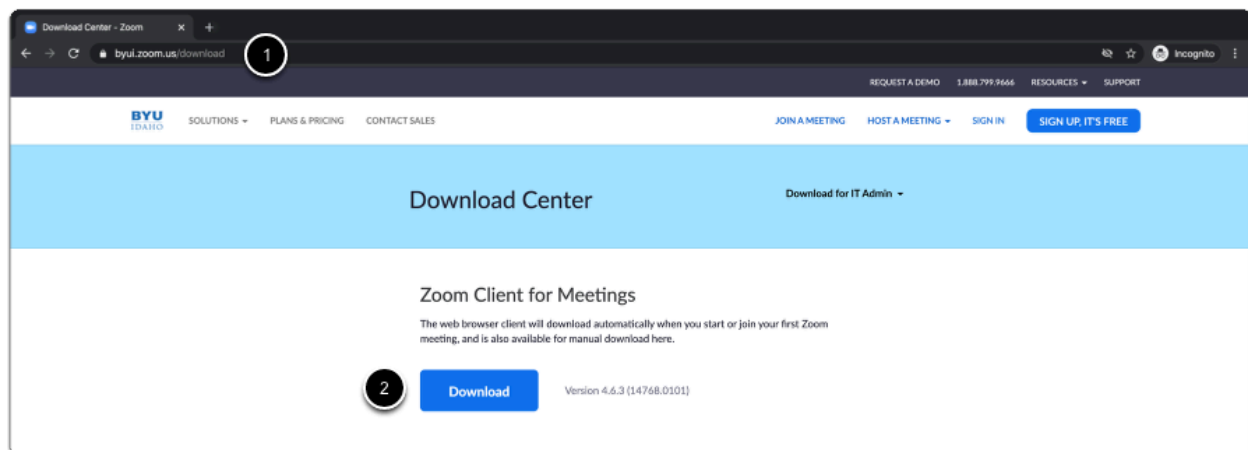 Download Center - Zoom
byui.zoom.us/download
1
Incognito
REQUEST A DEMO 1.888.799.9666 RESOURCES SUPPORT
BYU
IDAHO
SOLUTIONS PLANS & PRICING CONTACT SALES JOIN A MEETING HOST A MEETING SIGN IN SIGN UP, IT'S FREE
Download Center
Download for IT Admin
Zoom Client for Meetings
The web browser client will download automatically when you start or join your first Zoom
meeting, and is also available for manual download here.
2
Download
Version 4.6.3 (14768.0101)